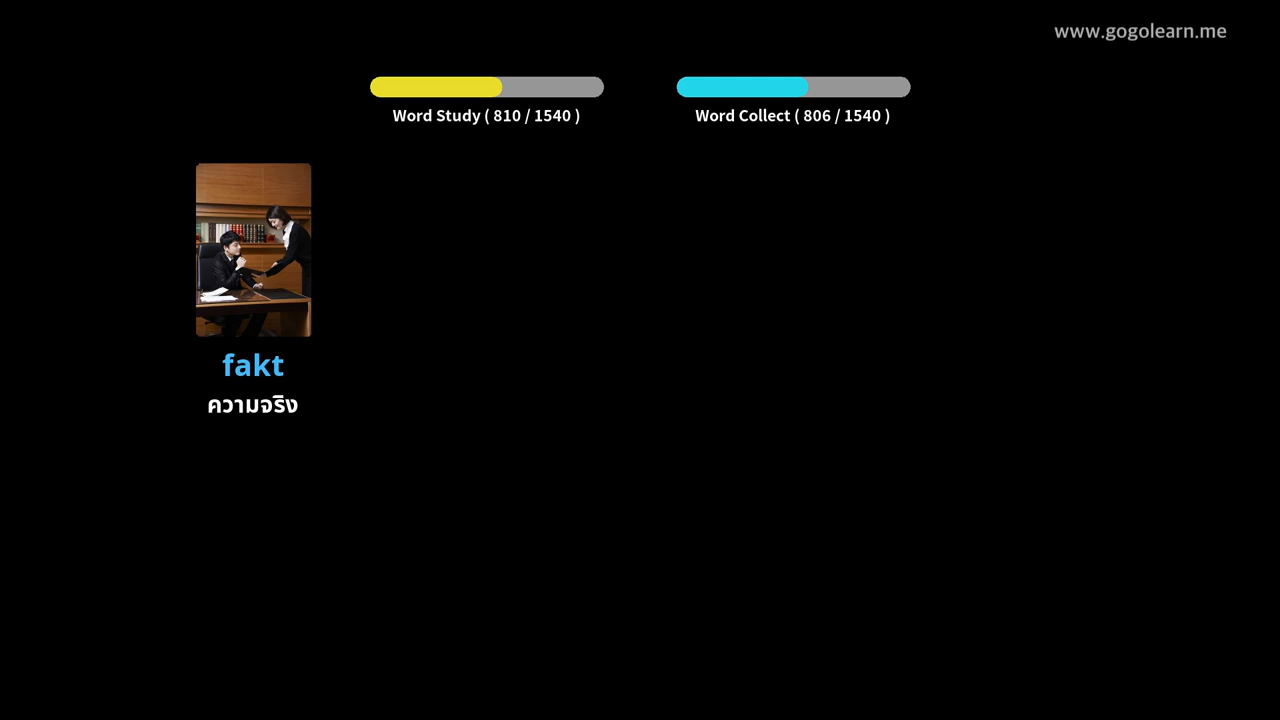 www.gogolearn.me
Word Study ( 810 / 1540 )
Word Collect ( 806 / 1540 )
fakt
ความจริง